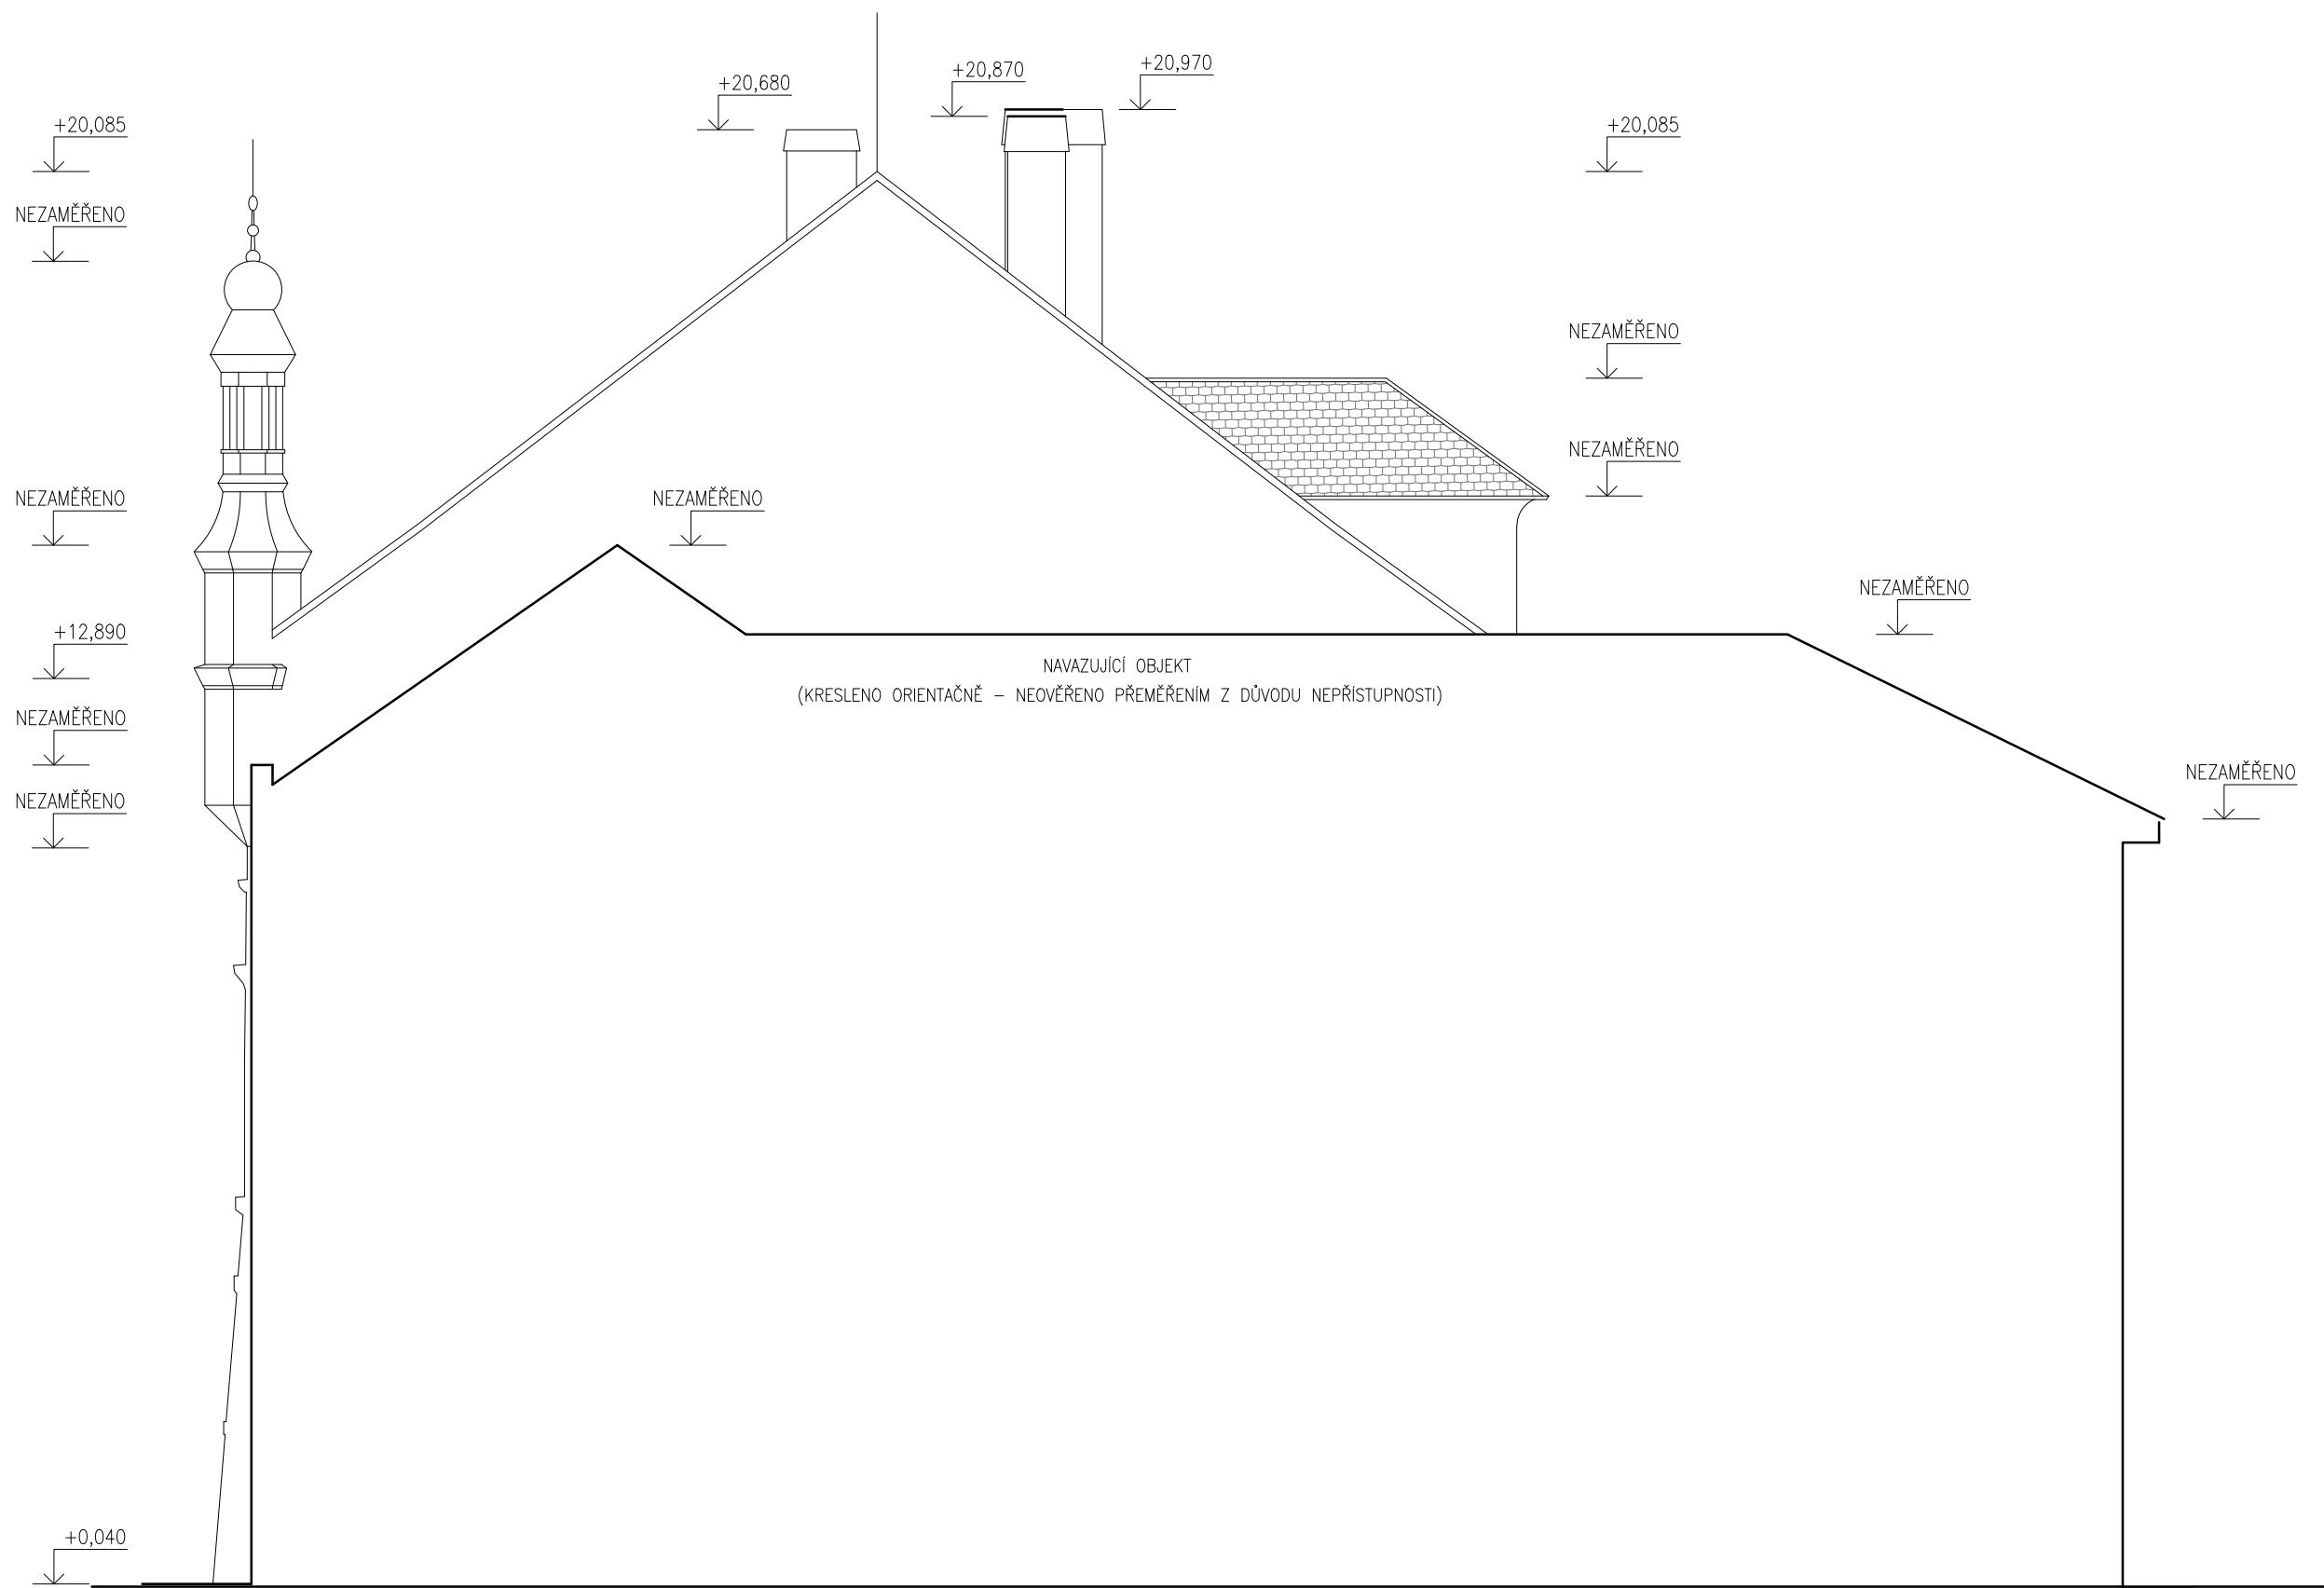 +20,970
+20,870
+20,680
+20,085
+20,085
NEZAMĚŘENO
NEZAMĚŘENO
NEZAMĚŘENO
NEZAMĚŘENO
NEZAMĚŘENO
NEZAMĚŘENO
+12,890
NAVAZUJÍCÍ OBJEKT
(KRESLENO ORIENTAČNĚ – NEOVĚŘENO PŘEMĚŘENÍM Z DŮVODU NEPŘÍSTUPNOSTI)
NEZAMĚŘENO
NEZAMĚŘENO
NEZAMĚŘENO
+0,040